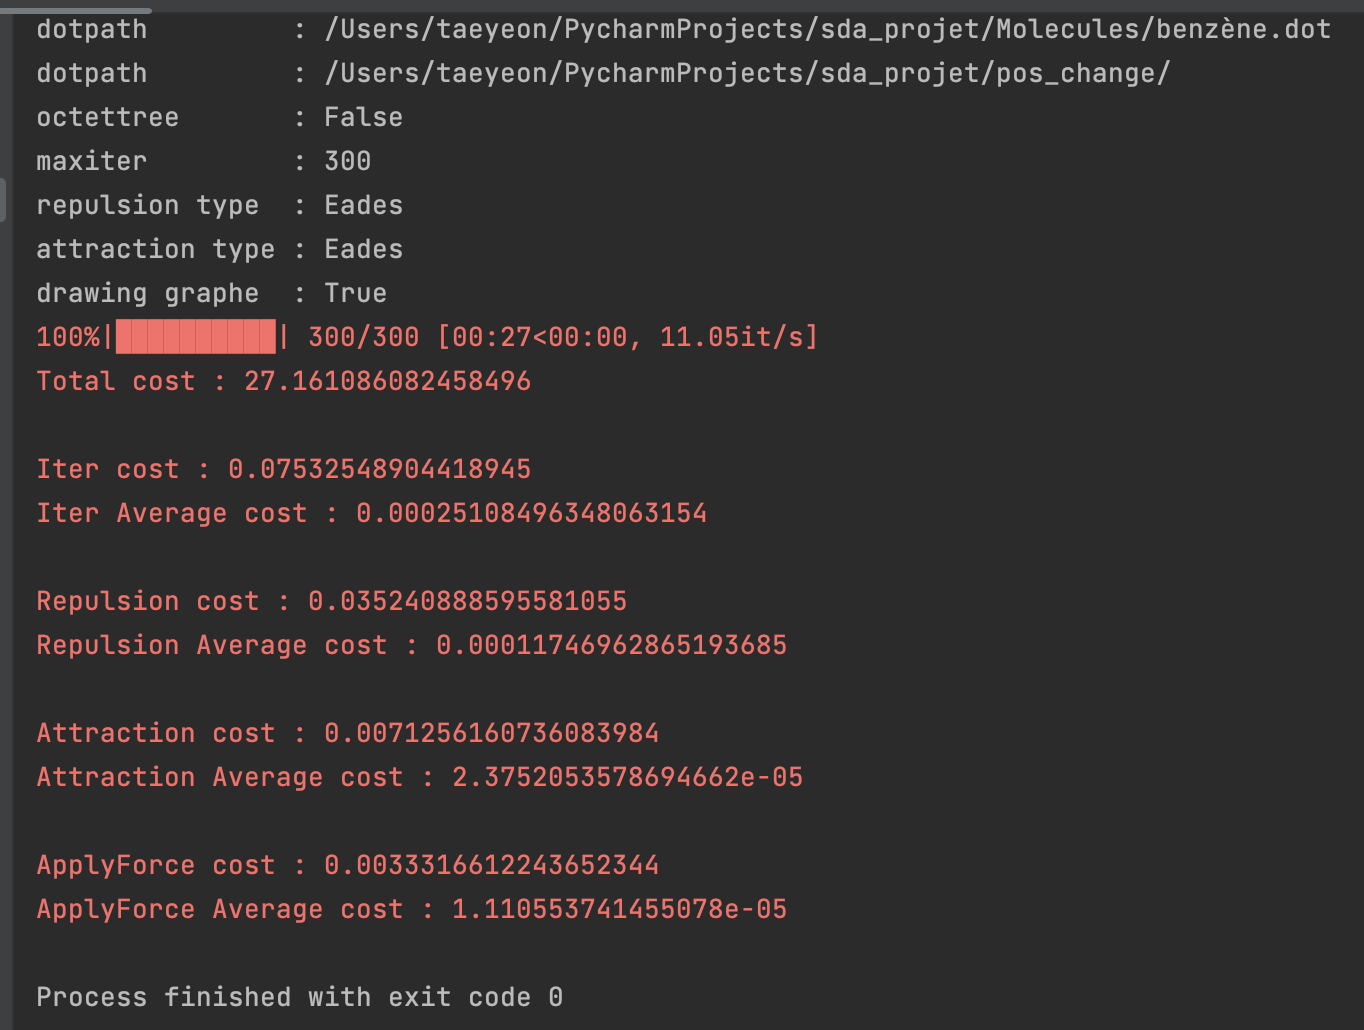 dotpath         : /Users/taeyeon/PycharmProjects/sda_projet/Molecules/benzène.dot
dotpath         : /Users/taeyeon/PycharmProjects/sda_projet/pos_change/
octettree       : False
maxiter         : 300
repulsion type  : Eades
attraction type : Eades
drawing graphe  : True
100%|██████████| 300/300 [00:27<00:00, 11.05it/s]
Total cost : 27.161086082458496
Iter cost : 0.07532548904418945
Iter Average cost : 0.00025108496348063154
Repulsion cost : 0.035240888595581055
Repulsion Average cost : 0.00011746962865193685
Attraction cost : 0.0071256160736083984
Attraction Average cost : 2.3752053578694662e-05
ApplyForce cost : 0.0033316612243652344
ApplyForce Average cost : 1.110553741455078e-05
Process finished with exit code 0